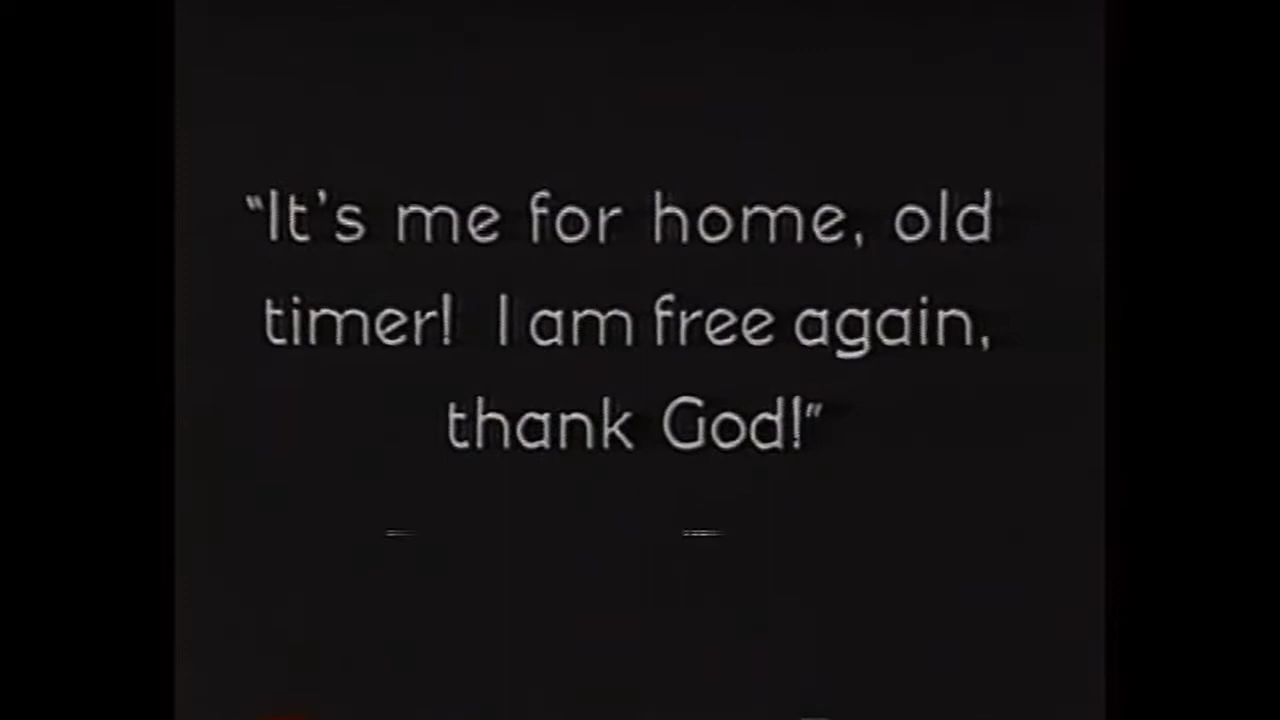 “It’s me for home, old
timer! I am free again,
thank God!”